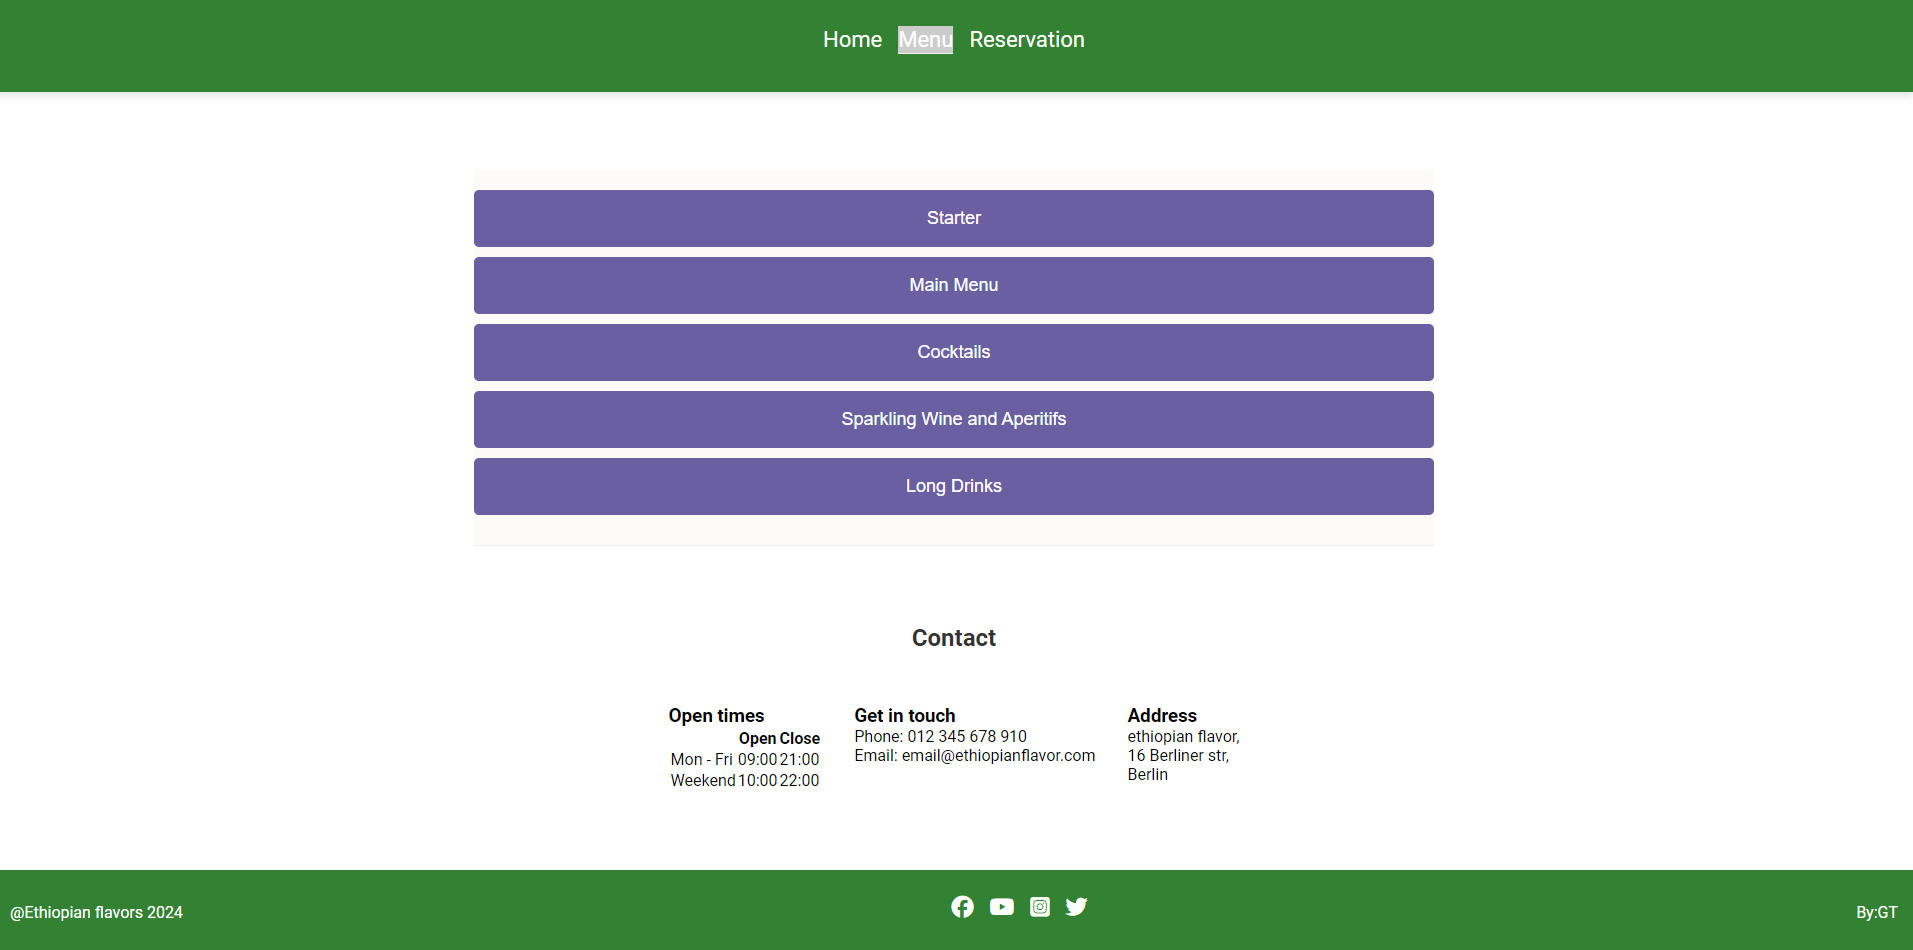 Home Menu Reservation
Starter
Main Menu
Cocktails
Sparkling Wine and Aperitifs
Long Drinks
Contact
Open times
Open Close
Mon - Fri 09:00 21:00
Weekend 10:00 22:00
Get in touch
Phone: 012 345 678 910
Email: email@ethiopianflavor.com
Address
ethiopian flavor,
16 Berliner str,
Berlin
@Ethiopian flavors 2024
By:GT